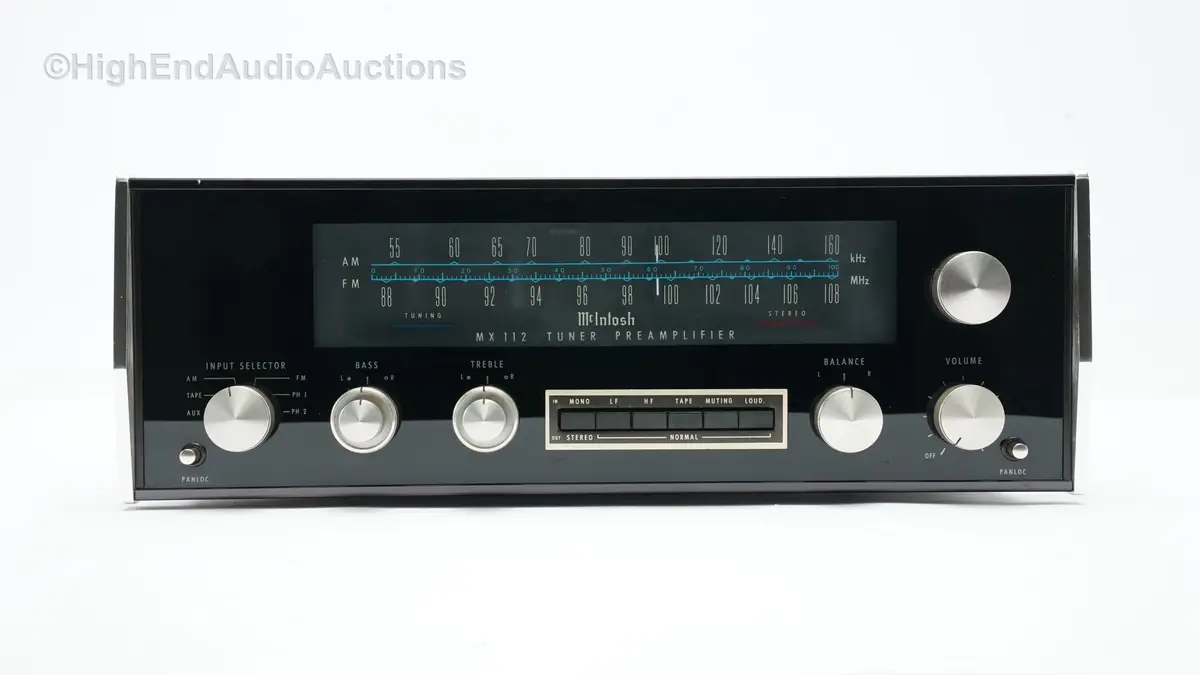 ©HighEndAudioAuctions
AM 55 60 65 70 80 90 100 120 140 160 kHz
0 10 20 30 40 50 60 70 80 90 100
FM 88 90 92 94 96 98 100 102 104 106 108 MHz
TUNING STEREO
McIntosh
MX 112 TUNER PREAMPLIFIER
INPUT SELECTOR BASS TREBLE BALANCE VOLUME
AM FM L R L R L R
TAPE PH 1
AUX PH 2
IN MONO LF HF TAPE MUTING LOUD.
OUT STEREO NORMAL
OFF
PANLOC PANLOC